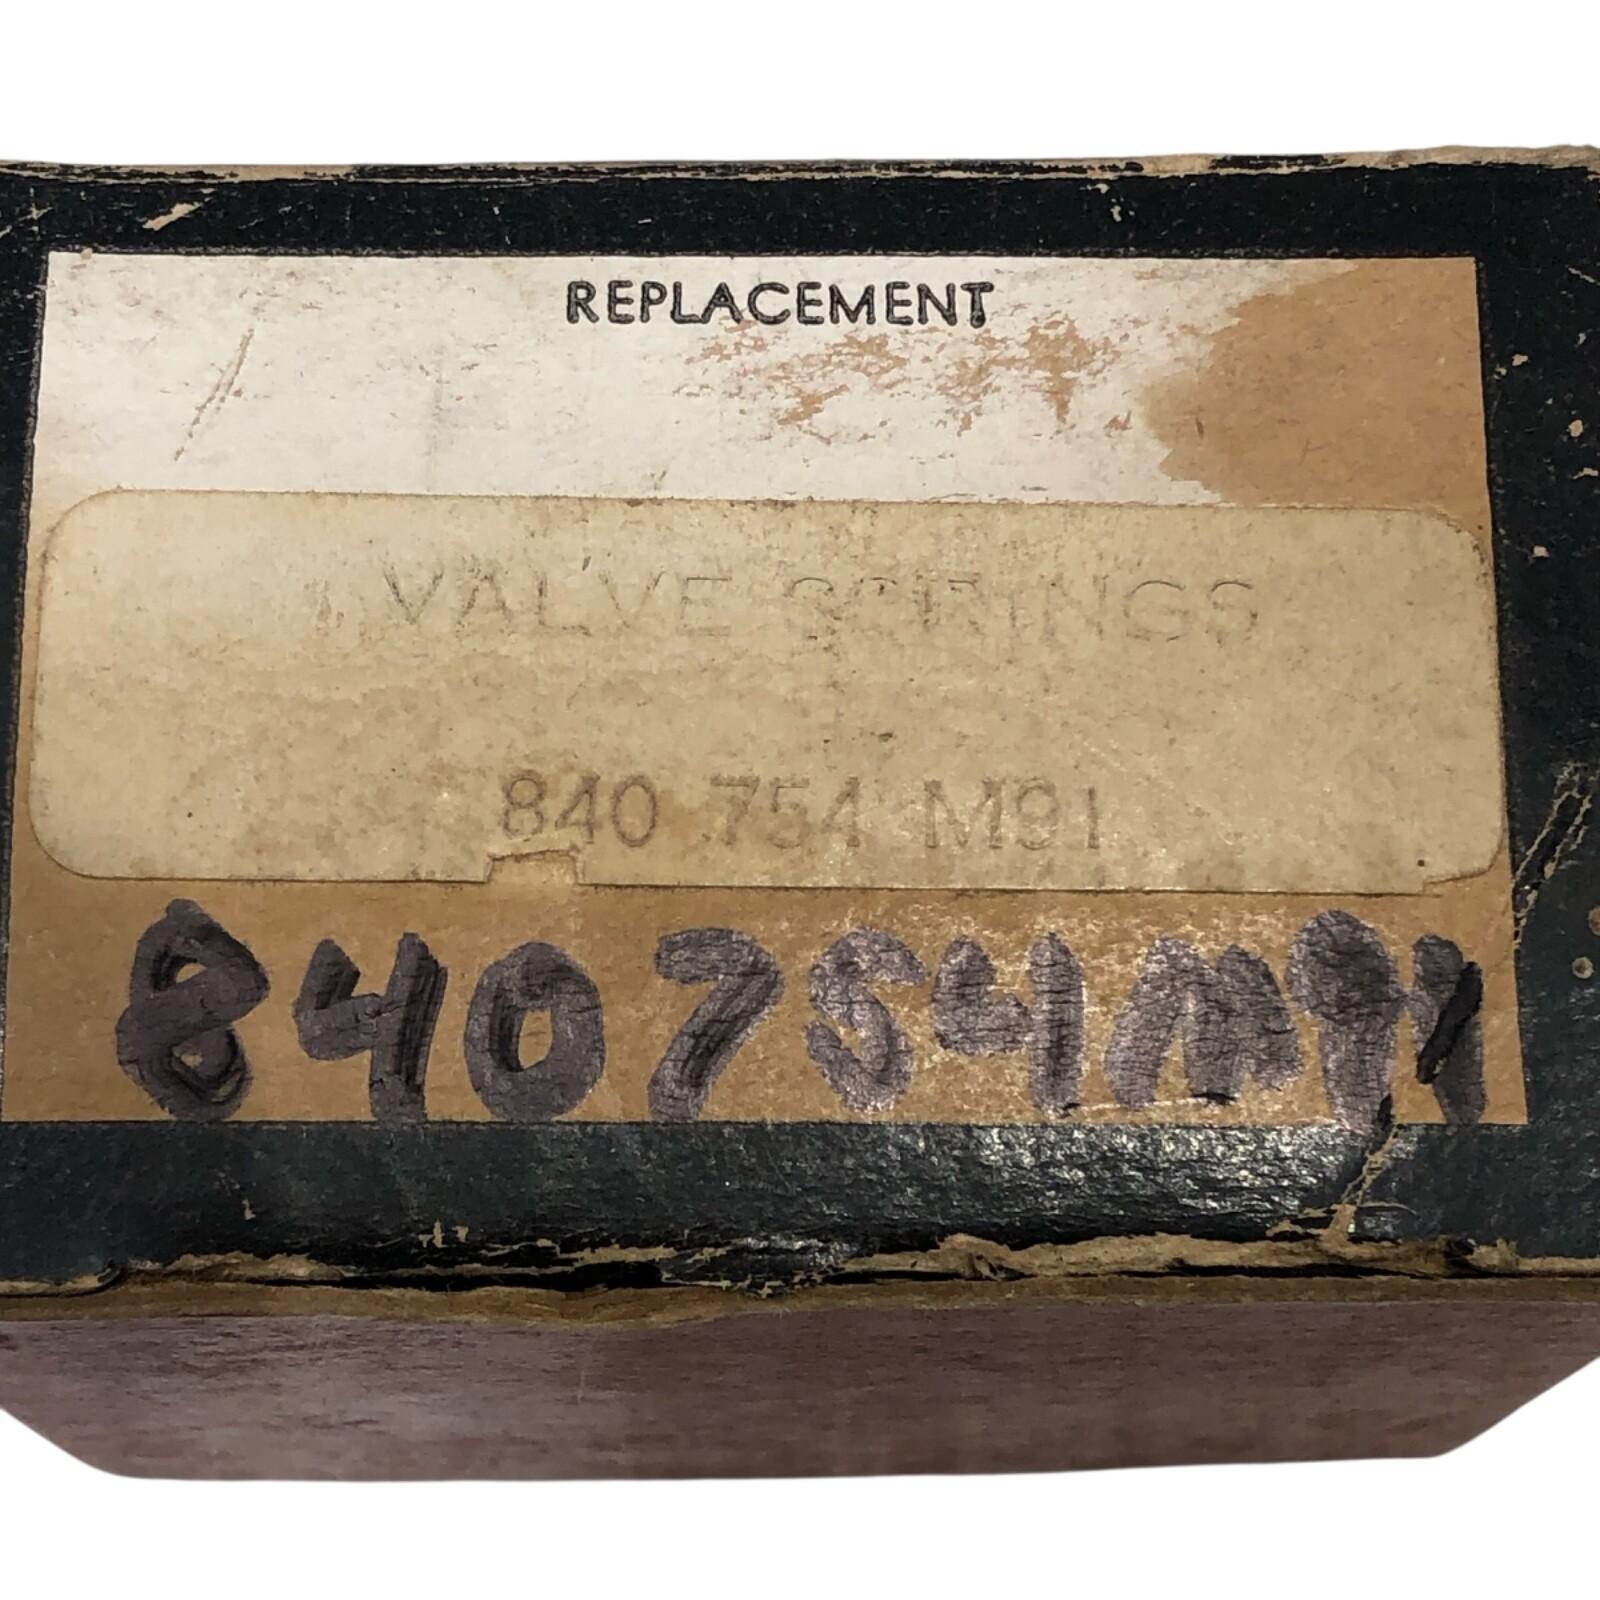 REPLACEMENT
VALVE SPRINGS
840 754 M91
840754M91